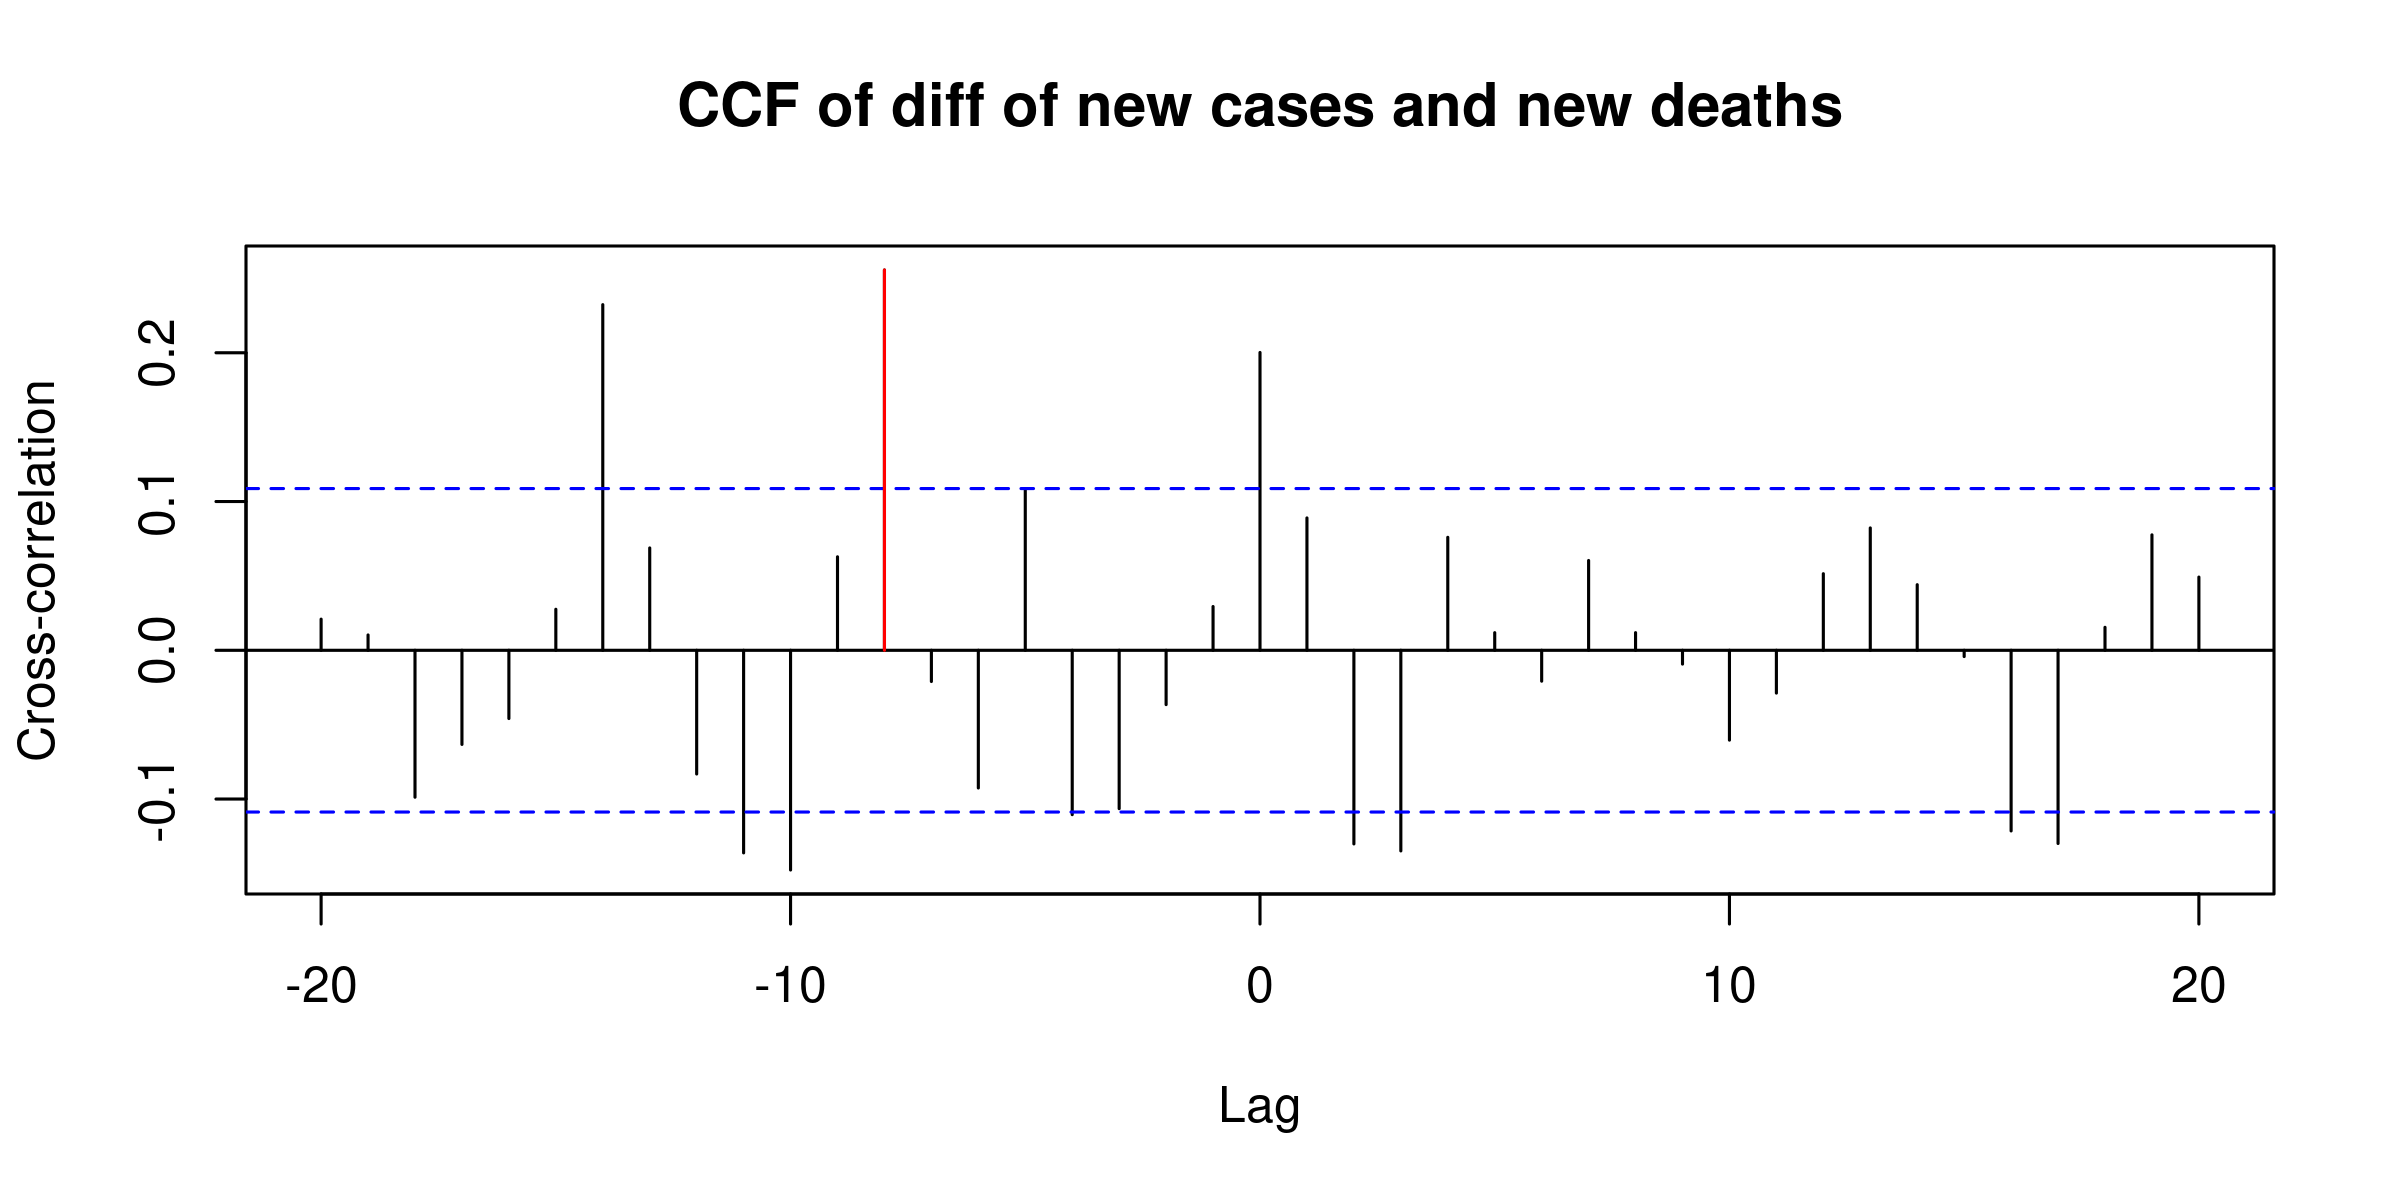 CCF of diff of new cases and new deaths
Cross-correlation
0.2
0.1
0.0
-0.1
-20 -10 0 10 20
Lag